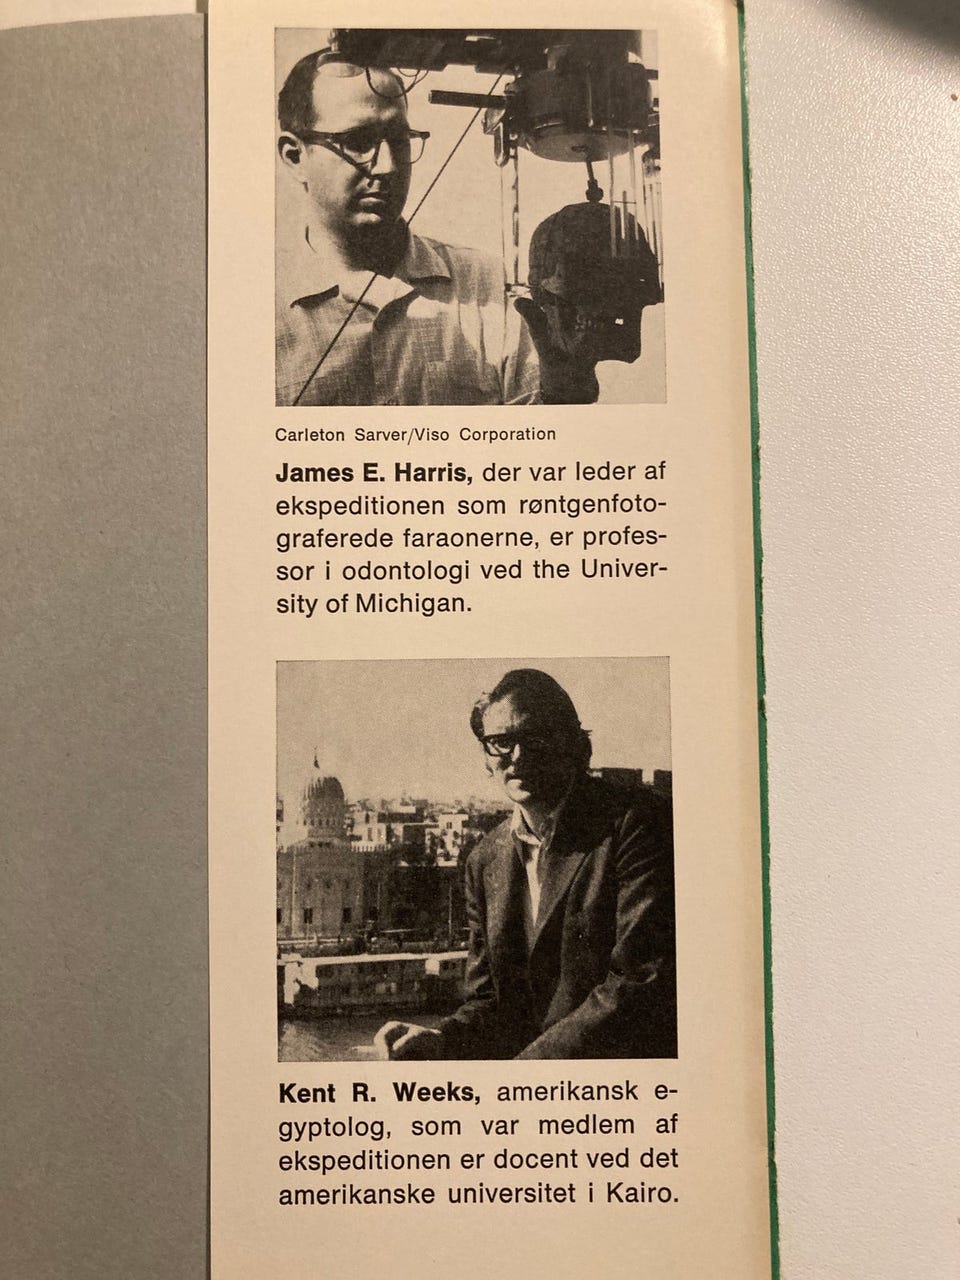 Carleton Sarver/Viso Corporation
James E. Harris, der var leder af
ekspeditionen som røntgenfoto-
graferede faraonerne, er profes-
sor i odontologi ved the Univer-
sity of Michigan.
Kent R. Weeks, amerikansk e-
gyptolog, som var medlem af
ekspeditionen er docent ved det
amerikanske universitet i Kairo.